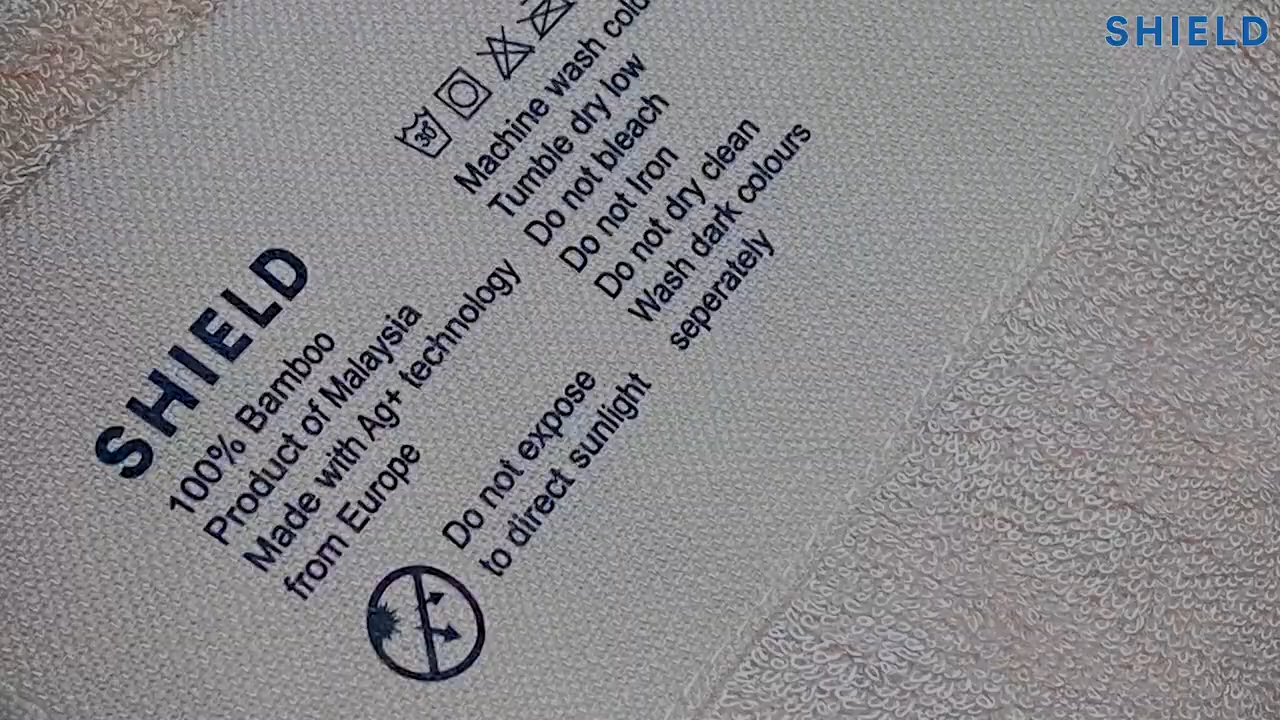 SHIELD
SHIELD
100% Bamboo
Product of Malaysia
Made with Ag+ technology
from Europe
30°
Machine wash cold
Tumble dry low
Do not bleach
Do not Iron
Do not dry clean
Wash dark colours
seperately
Do not expose
to direct sunlight